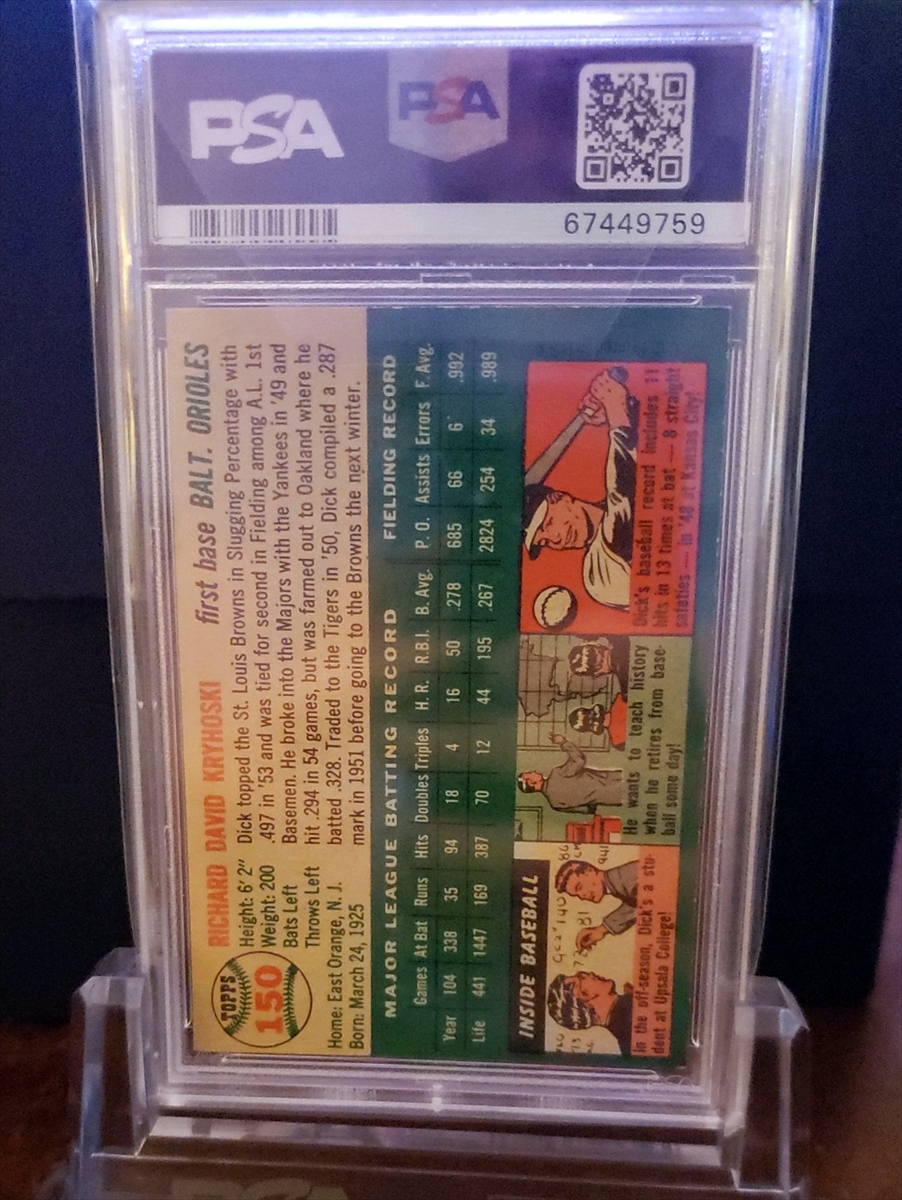 PSA
PSA
67449759
TOPPS
150
RICHARD DAVID KRYHOSKI
first base BALT. ORIOLES
Height: 6' 2"
Weight: 200
Bats Left
Throws Left
Home: East Orange, N. J.
Born: March 24, 1925
Dick topped the St. Louis Browns in Slugging Percentage with
.497 in '53 and was tied for second in Fielding among A.L. 1st
Basemen. He broke into the Majors with the Yankees in '49 and
hit .294 in 54 games, but was farmed out to Oakland where he
batted .328. Traded to the Tigers in '50, Dick compiled a .287
mark in 1951 before going to the Browns the next winter.
MAJOR LEAGUE BATTING RECORD FIELDING RECORD
Games At Bat Runs Hits Doubles Triples H. R. R.B.I. B. Avg. P. O. Assists Errors F. Avg.
Year 104 338 35 94 18 4 16 50 .278 685 66 6 .992
Life 441 1447 169 387 70 12 44 195 .267 2824 254 34 .989
INSIDE BASEBALL
In the off-season, Dick's a stu-
dent at Upsala College!
He wants to teach history
when he retires from base-
ball some day!
Dick's baseball record includes 11
hits in 13 times at bat — 8 straight
safeties — in '48 at Kansas City!